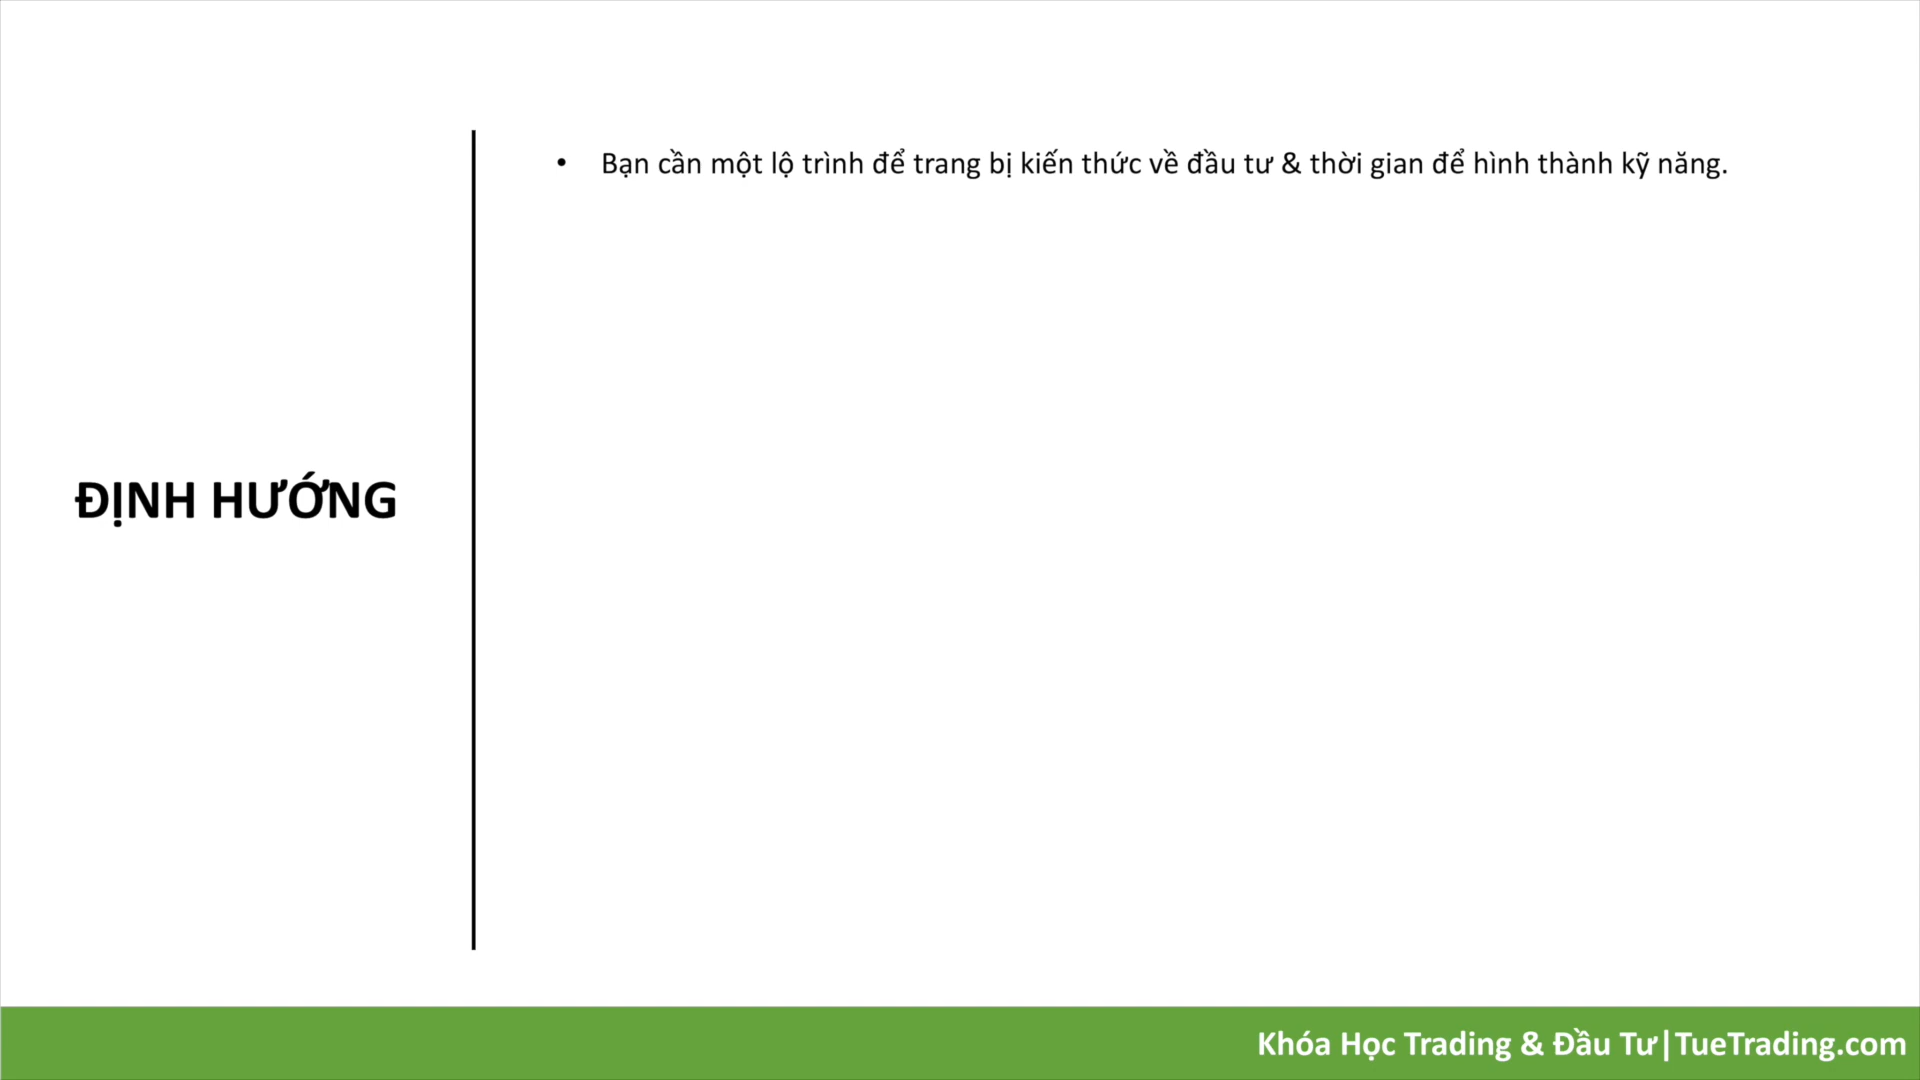 ĐỊNH HƯỚNG
• Bạn cần một lộ trình để trang bị kiến thức về đầu tư & thời gian để hình thành kỹ năng.
Khóa Học Trading & Đầu Tư|TueTrading.com